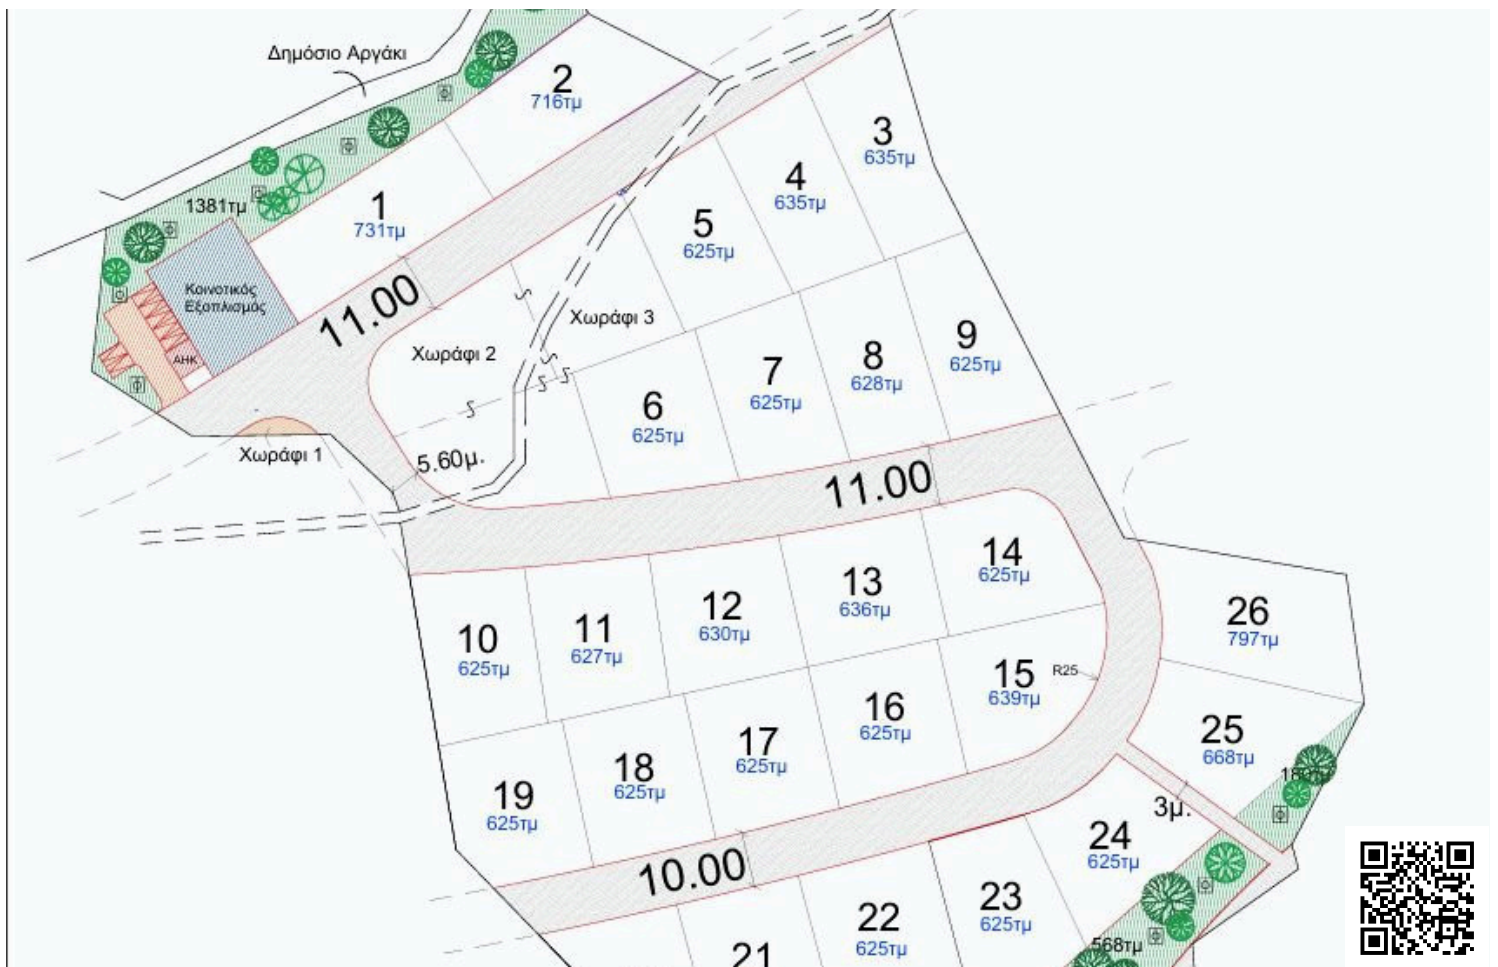 Δημόσιο Αργάκι
2
716τμ
3
635τμ
4
635τμ
1381τμ
1
731τμ
5
625τμ
Κοινοτικός
Εξοπλισμός
11.00
Χωράφι 3
Χωράφι 2
ΑΗΚ
9
625τμ
8
628τμ
7
625τμ
6
625τμ
Χωράφι 1
5.60μ.
11.00
14
625τμ
13
636τμ
12
630τμ
11
627τμ
10
625τμ
26
797τμ
15
639τμ
R25
16
625τμ
17
625τμ
18
625τμ
19
625τμ
25
668τμ
3μ.
24
625τμ
10.00
23
625τμ
22
625τμ
21
568τμ